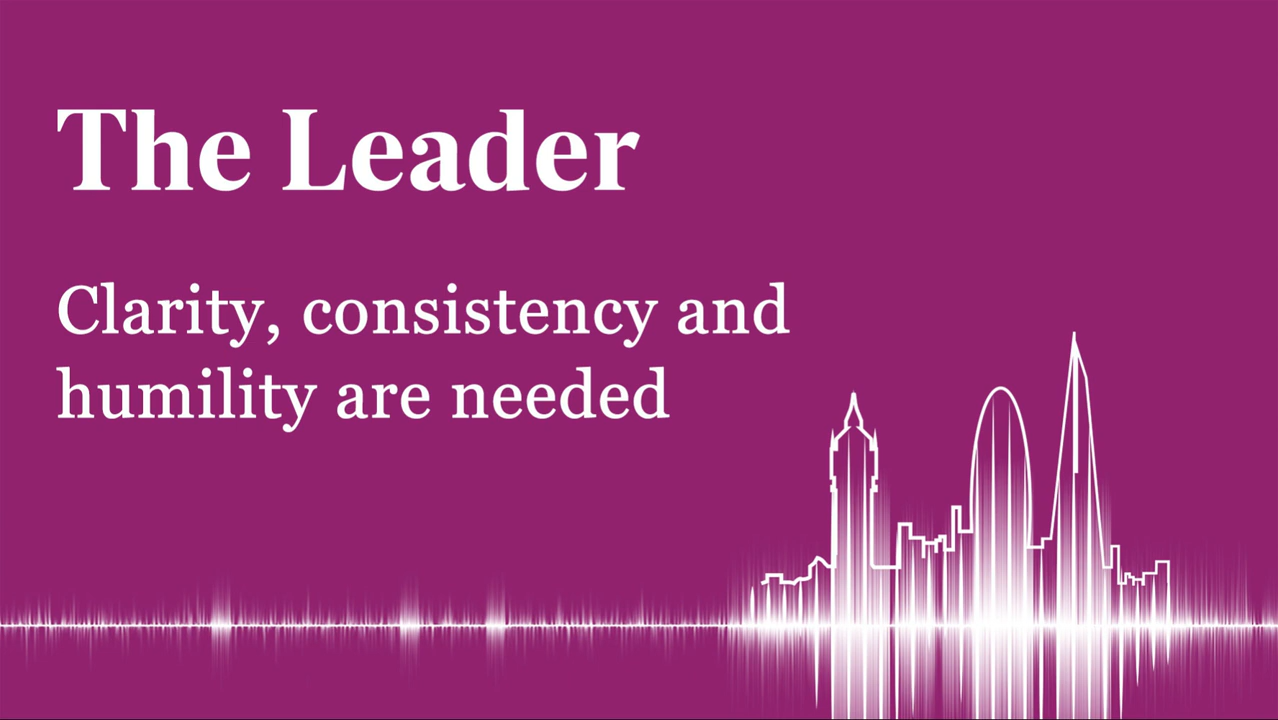 The Leader
Clarity, consistency and
humility are needed